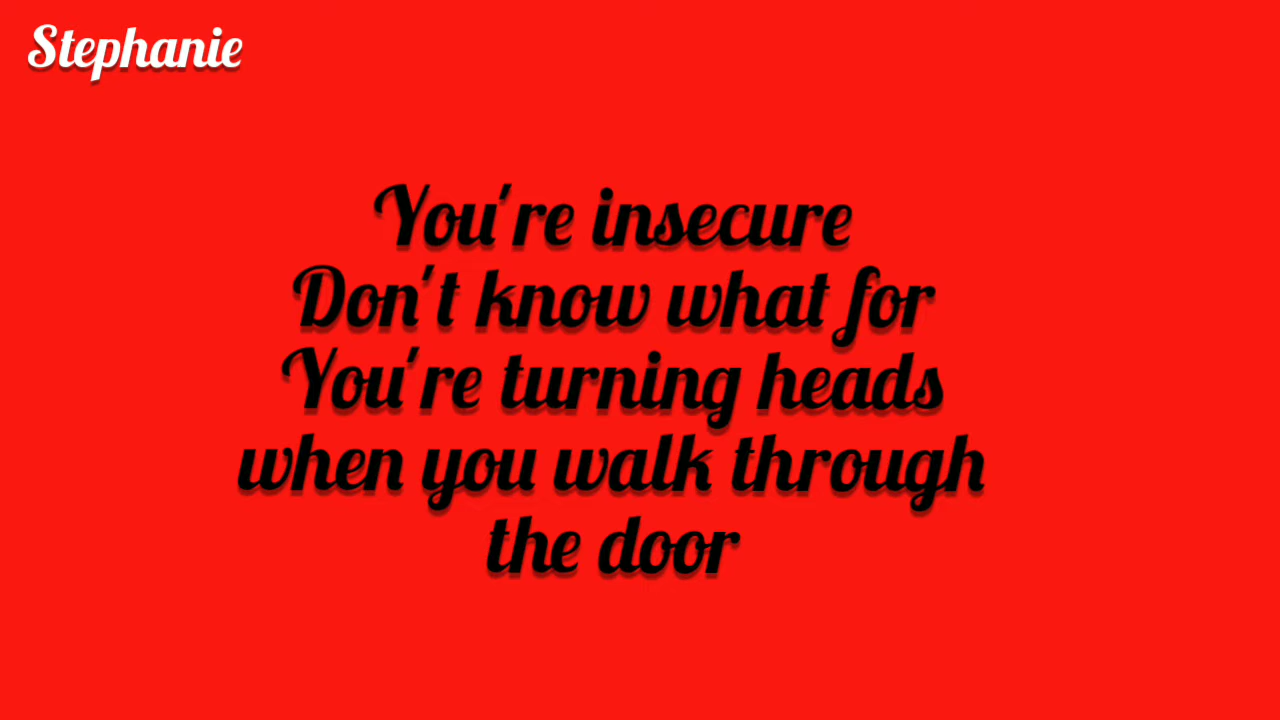 Stephanie
You're insecure
Don't know what for
You're turning heads
when you walk through
the door